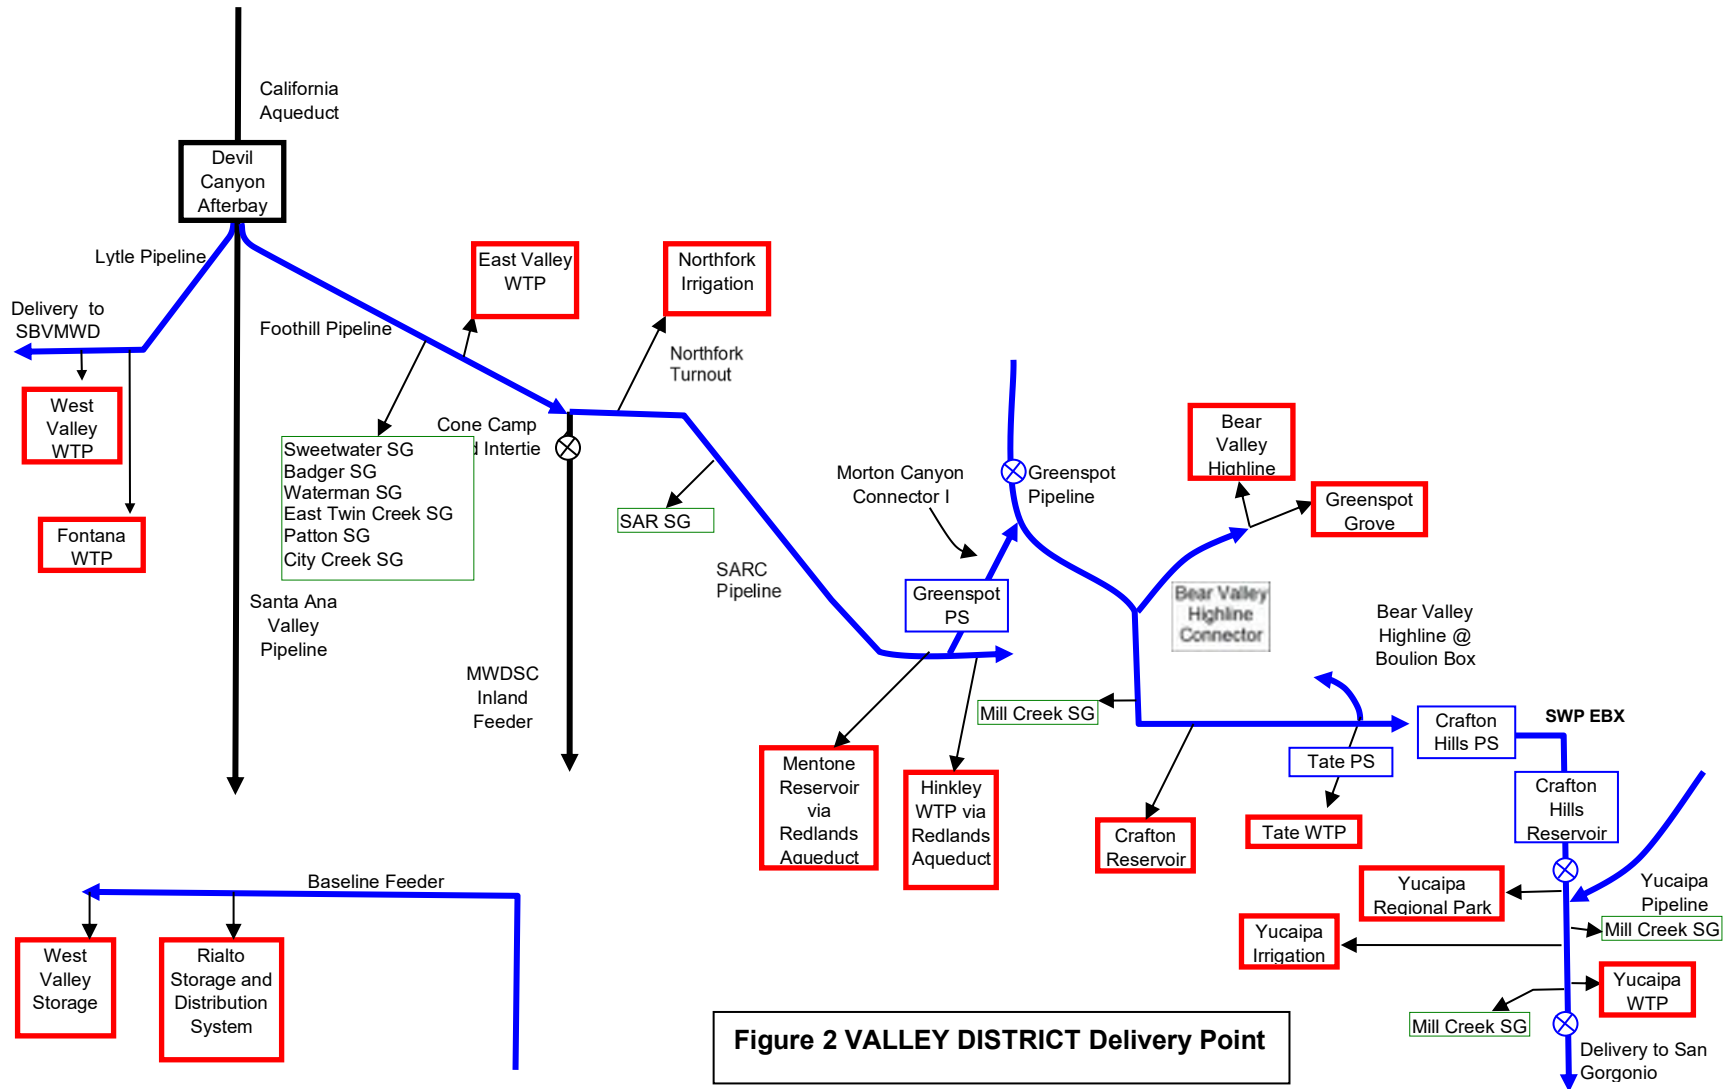 California
Aqueduct
Devil
Canyon
Afterbay
Lytle Pipeline
Delivery  to
SBVMWD
West
Valley
WTP
Fontana
WTP
Foothill Pipeline
East Valley
WTP
Northfork
Irrigation
Northfork
Turnout
Sweetwater SG
Badger SG
Waterman SG
East Twin Creek SG
Patton SG
City Creek SG
Cone Camp
Intertie
SAR SG
Santa Ana
Valley
Pipeline
MWDSC
Inland
Feeder
SARC
Pipeline
Morton Canyon
Connector I
Greenspot
Pipeline
Greenspot
PS
Bear
Valley
Highline
Greenspot
Grove
Bear Valley
Highline
Connector
Bear Valley
Highline @
Boulion Box
Mill Creek SG
Mentone
Reservoir
via
Redlands
Aqueduct
Hinkley
WTP via
Redlands
Aqueduct
Crafton
Reservoir
Tate PS
Tate WTP
Crafton
Hills PS
SWP EBX
Crafton
Hills
Reservoir
Yucaipa
Regional Park
Yucaipa
Pipeline
Mill Creek SG
Yucaipa
Irrigation
Yucaipa
WTP
Mill Creek SG
Delivery to San
Gorgonio
Baseline Feeder
West
Valley
Storage
Rialto
Storage and
Distribution
System
Figure 2 VALLEY DISTRICT Delivery Point